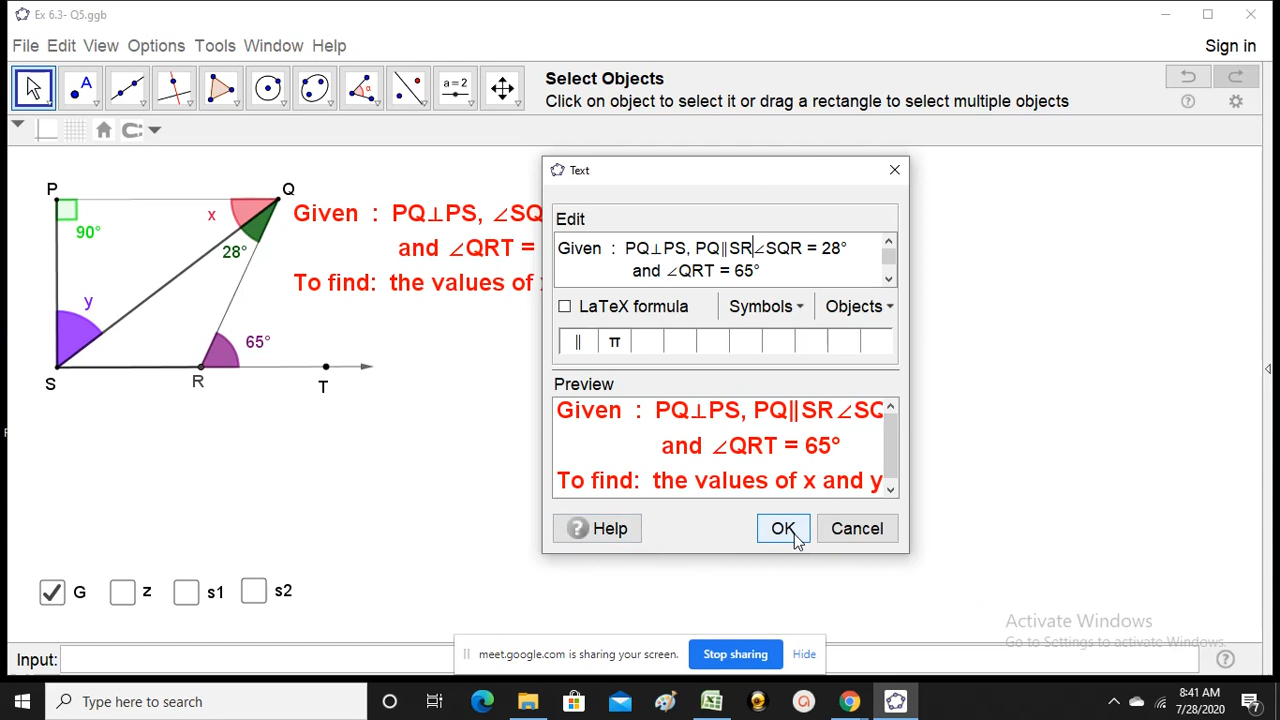 Ex 6.3- Q5.ggb
File Edit View Options Tools Window Help
Sign in
A
α
a=2
Select Objects
Click on object to select it or drag a rectangle to select multiple objects
P
Q
x
90°
28°
y
65°
S
R
T
Given : PQ⊥PS, ∠SQ
and ∠QRT =
To find: the values of x
Text
Edit
Given : PQ⊥PS, PQ∥SR∠SQR = 28°
and ∠QRT = 65°
LaTeX formula
Symbols
Objects
∥ π
Preview
Given : PQ⊥PS, PQ∥SR∠SQ
and ∠QRT = 65°
To find: the values of x and y
Help
OK
Cancel
G
z
s1
s2
Activate Windows
Go to Settings to activate Windows.
Input:
meet.google.com is sharing your screen.
Stop sharing
Hide
Type here to search
8:41 AM
7/28/2020
7